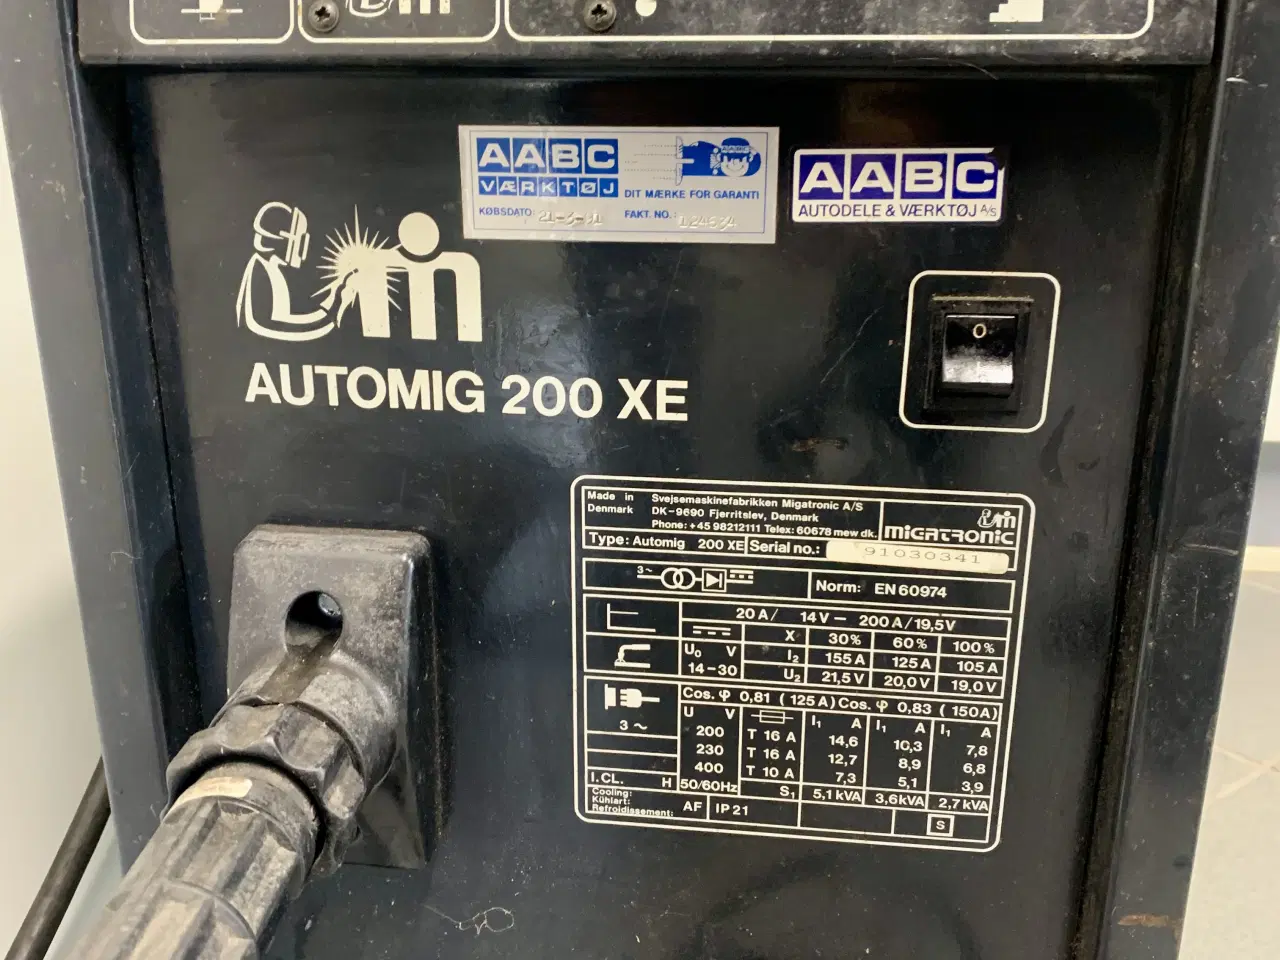 AABC
VÆRKTØJ
DIT MÆRKE FOR GARANTI
KØBSDATO:
FAKT. NO.:
AABC
AUTODELE & VÆRKTØJ A/S
m
AUTOMIG 200 XE
O
Made in Denmark
Svejsemaskinefabrikken Migatronic A/S
DK-9690 Fjerritslev, Denmark
Phone: +45 98212111 Telex: 60678 mew dk.
MIGATRONIC
Type: Automig 200 XE Serial no.: 91030341
3~
Norm: EN 60974
20 A/ 14 V — 200 A/19,5V
X 30% 60% 100%
U₀ V I₂ 155 A 125 A 105 A
14-30 U₂ 21,5 V 20,0 V 19,0 V
Cos. φ 0,81 (125 A) Cos. φ 0,83 (150A)
3 ~
U V I₁ A I₁ A I₁ A
200 T 16 A 14,6 10,3 7,8
230 T 16 A 12,7 8,9 6,8
400 T 10 A 7,3 5,1 3,9
I.CL. H 50/60Hz S₁ 5,1 kVA 3,6 kVA 2,7 kVA
Cooling:
Kühlart:
Refroidissement: AF IP 21 S